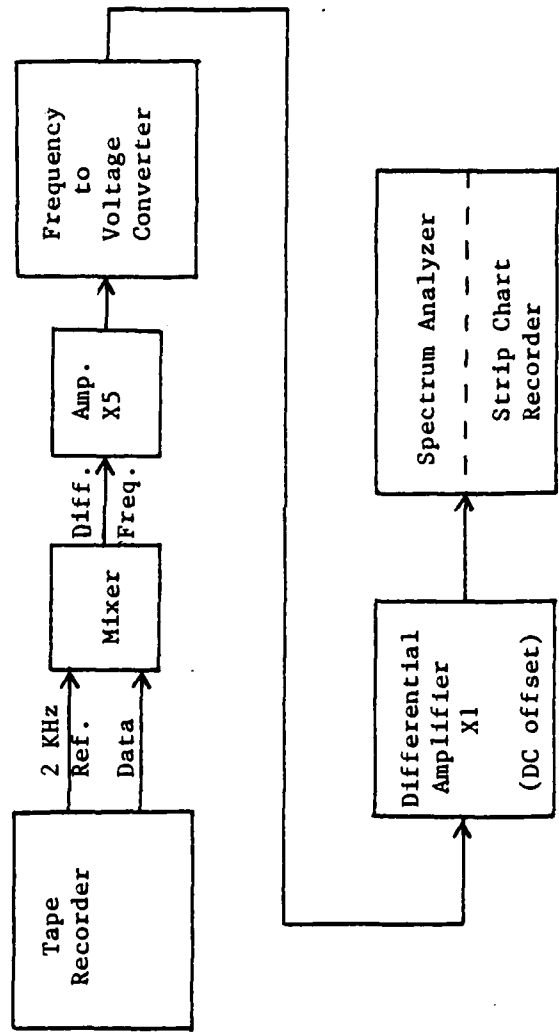 Tape
Recorder
2 KHz
Ref.
Data
Mixer
Diff.
Freq.
Amp.
X5
Frequency
to
Voltage
Converter
Differential
Amplifier
X1
(DC offset)
Spectrum Analyzer
Strip Chart
Recorder